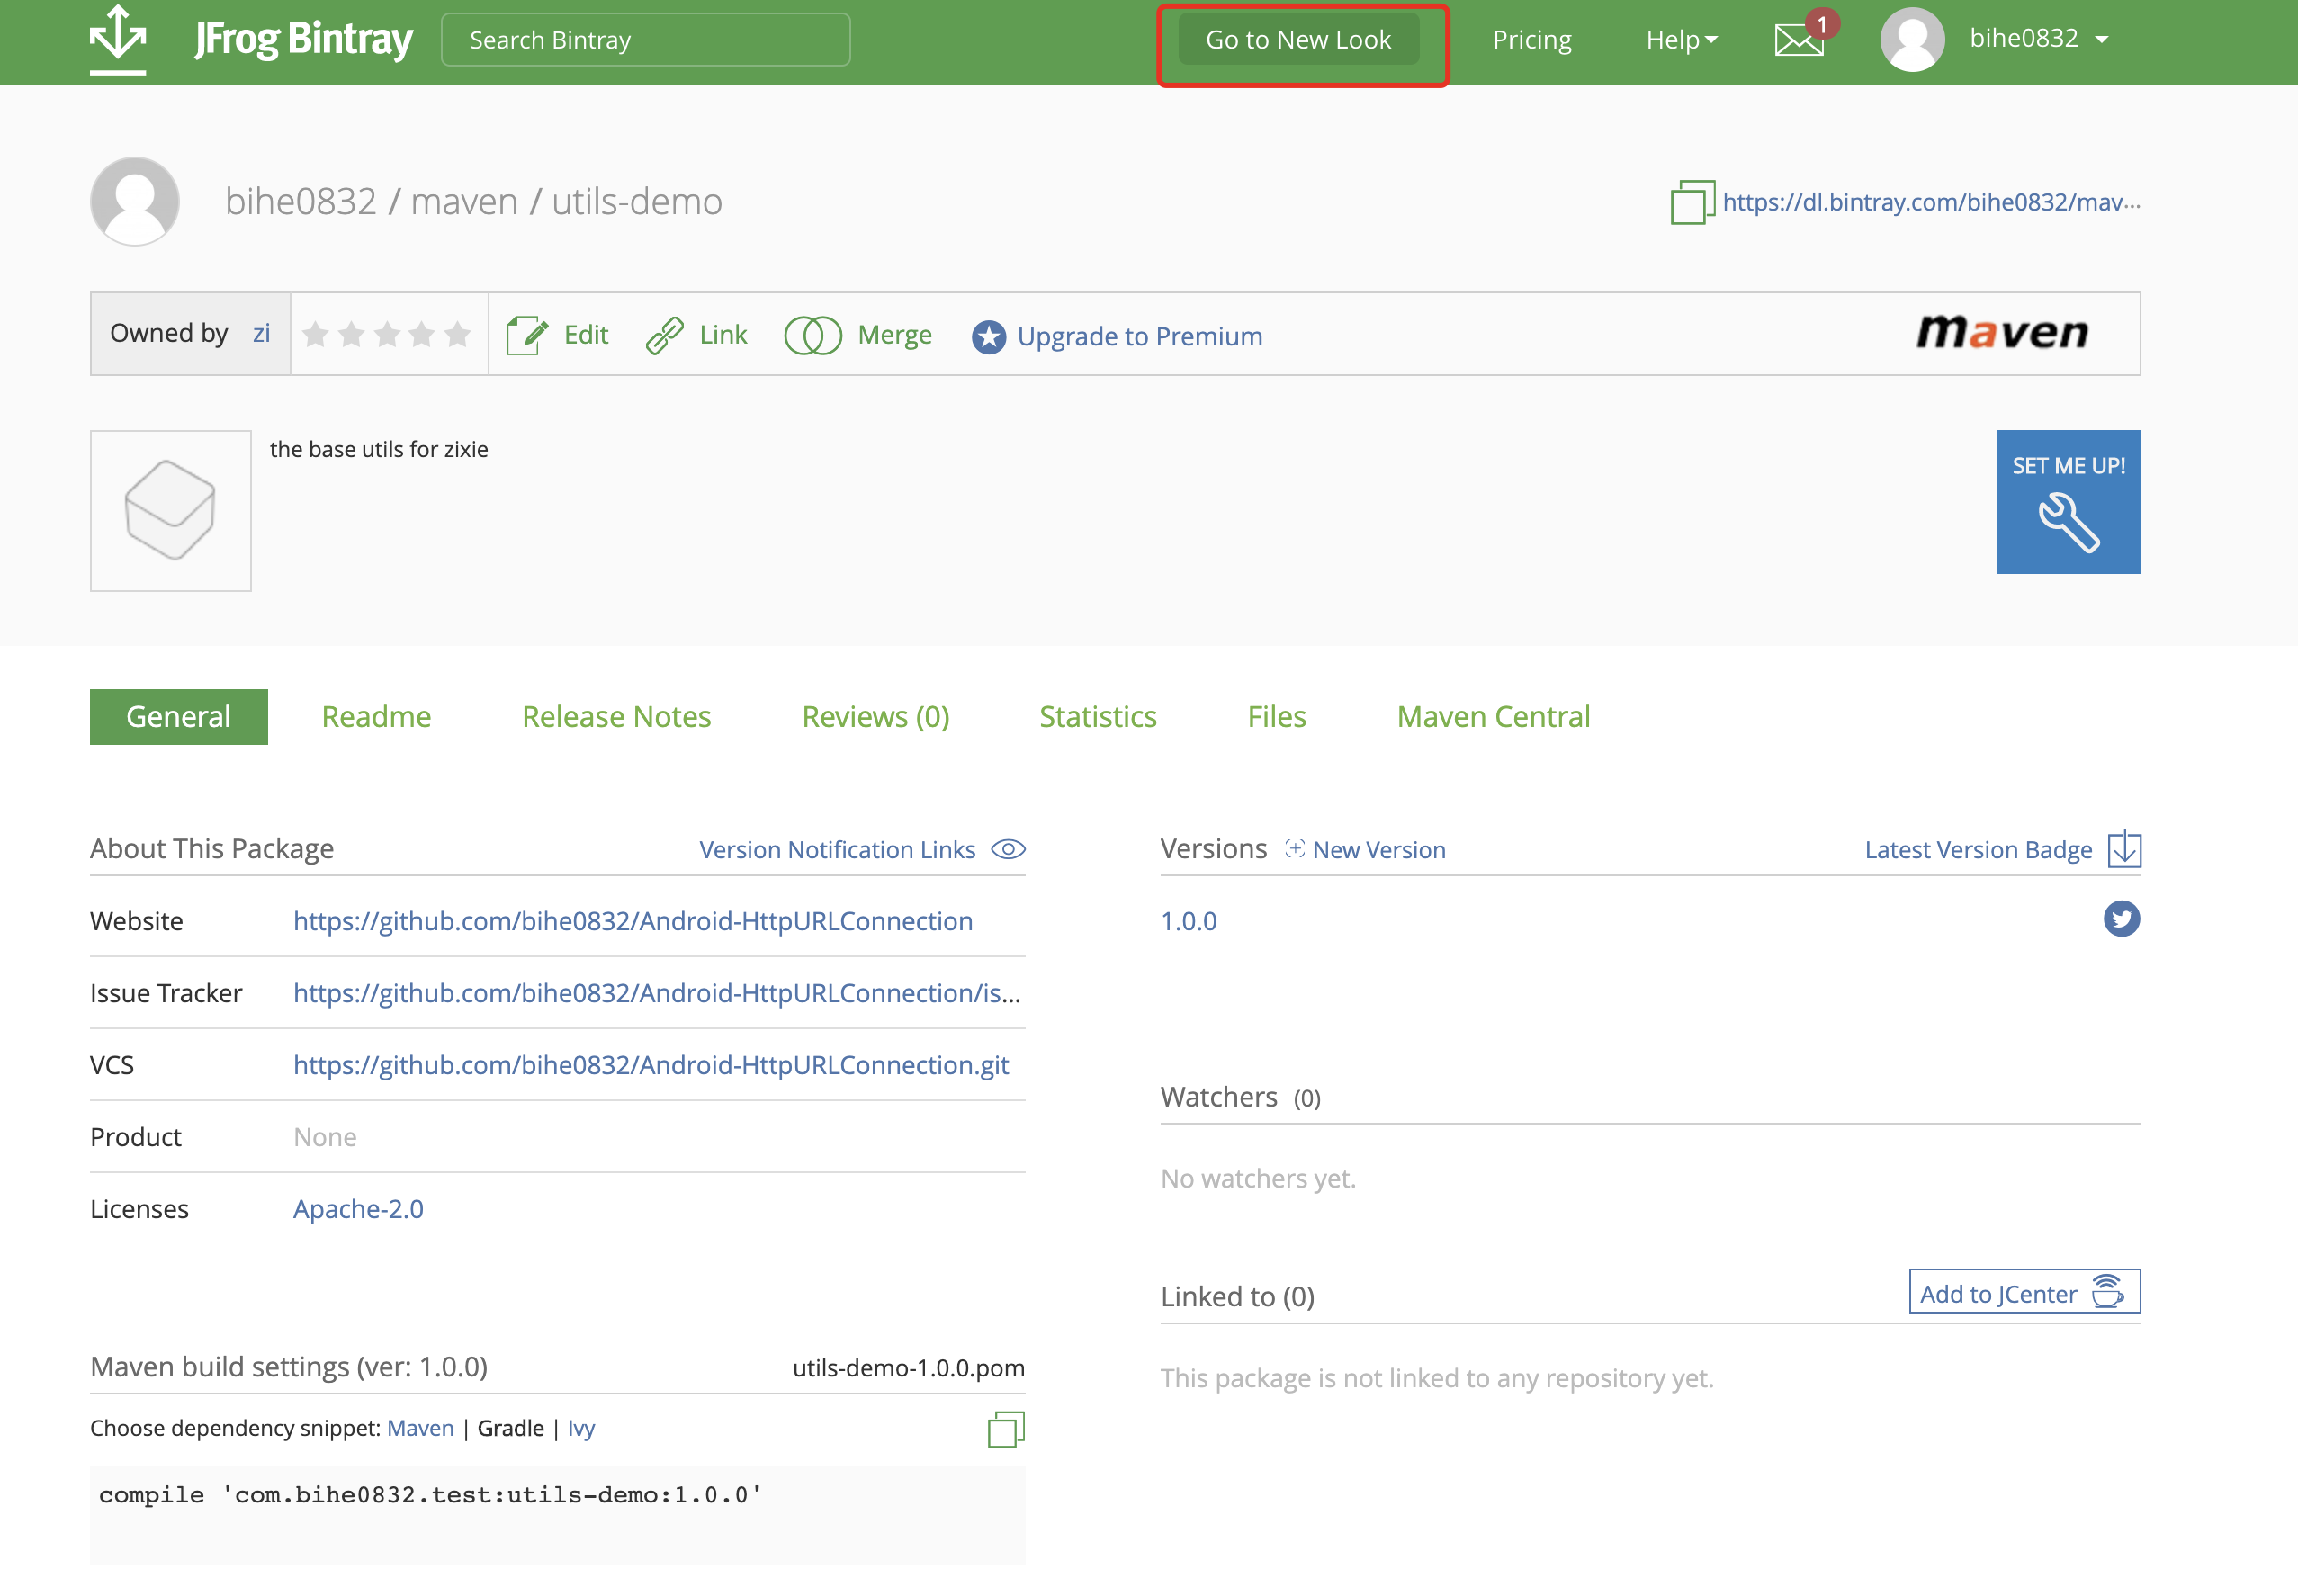 JFrog Bintray Search Bintray Go to New Look Pricing Help 1 bihe0832
bihe0832 / maven / utils-demo https://dl.bintray.com/bihe0832/mav...
Owned by zi Edit Link Merge Upgrade to Premium maven
the base utils for zixie
SET ME UP!
General Readme Release Notes Reviews (0) Statistics Files Maven Central
About This Package Version Notification Links
Website https://github.com/bihe0832/Android-HttpURLConnection
Issue Tracker https://github.com/bihe0832/Android-HttpURLConnection/is...
VCS https://github.com/bihe0832/Android-HttpURLConnection.git
Product None
Licenses Apache-2.0
Maven build settings (ver: 1.0.0) utils-demo-1.0.0.pom
Choose dependency snippet: Maven | Gradle | Ivy
compile 'com.bihe0832.test:utils-demo:1.0.0'
Versions New Version Latest Version Badge
1.0.0
Watchers (0)
No watchers yet.
Linked to (0) Add to JCenter
This package is not linked to any repository yet.